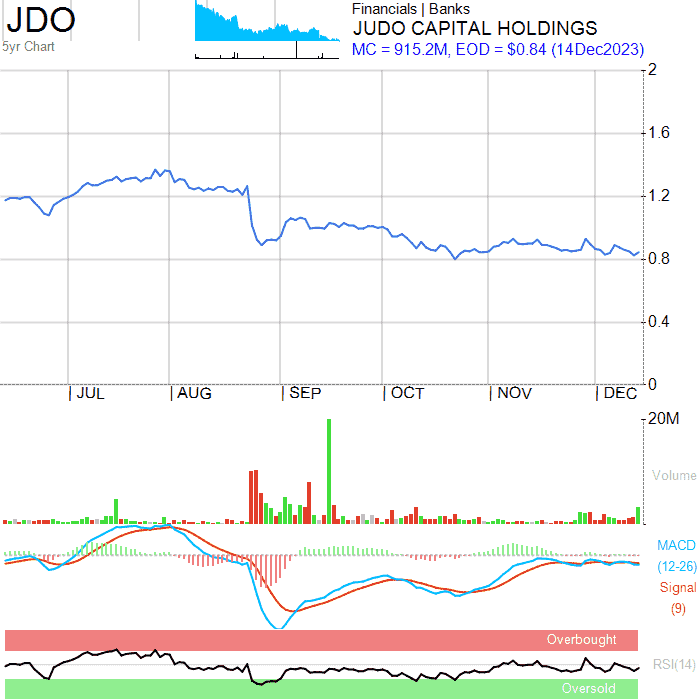 JDO
5yr Chart
Financials | Banks
JUDO CAPITAL HOLDINGS
MC = 915.2M, EOD = $0.84 (14Dec2023)
2
1.6
1.2
0.8
0.4
0
| JUL | AUG | SEP | OCT | NOV | DEC
20M
Volume
MACD
(12-26)
Signal
(9)
Overbought
RSI(14)
Oversold